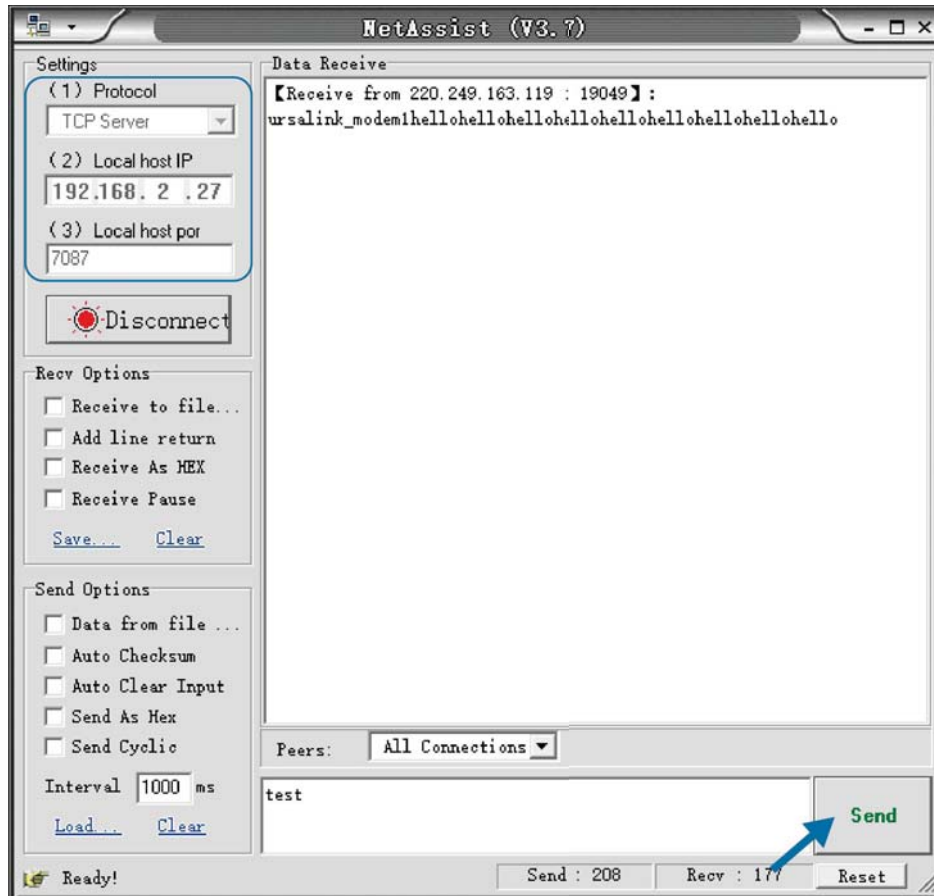 NetAssist (V3.7)
Settings
(1) Protocol
TCP Server
(2) Local host IP
192.168. 2 .27
(3) Local host por
7087
Disconnect
Recv Options
Receive to file...
Add line return
Receive As HEX
Receive Pause
Save... Clear
Send Options
Data from file ...
Auto Checksum
Auto Clear Input
Send As Hex
Send Cyclic
Interval 1000 ms
Load... Clear
Data Receive
【Receive from 220.249.163.119 : 19049】:
ursalink_modem1hellohellohellohellohellohellohellohellohello
Peers: All Connections
test
Send
Ready!
Send : 208
Recv : 177
Reset